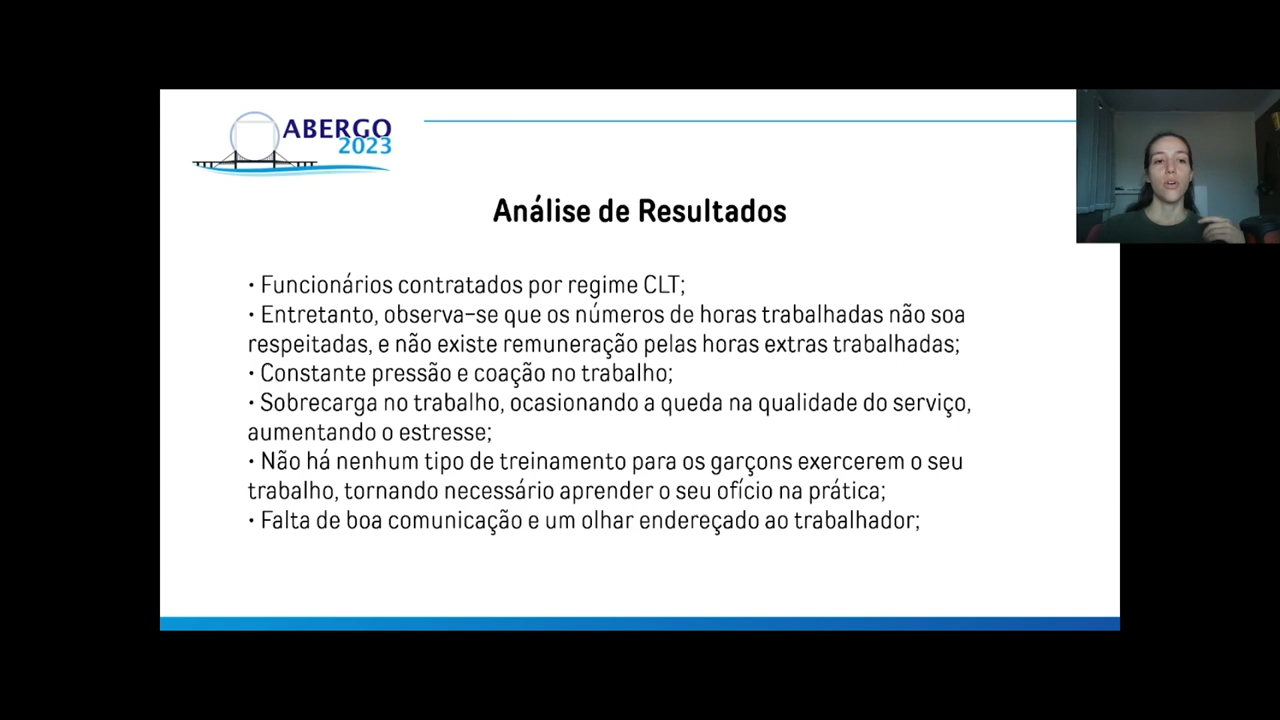 ABERGO
2023
Análise de Resultados
• Funcionários contratados por regime CLT;
• Entretanto, observa-se que os números de horas trabalhadas não soa
respeitadas, e não existe remuneração pelas horas extras trabalhadas;
• Constante pressão e coação no trabalho;
• Sobrecarga no trabalho, ocasionando a queda na qualidade do serviço,
aumentando o estresse;
• Não há nenhum tipo de treinamento para os garçons exercerem o seu
trabalho, tornando necessário aprender o seu ofício na prática;
• Falta de boa comunicação e um olhar endereçado ao trabalhador;